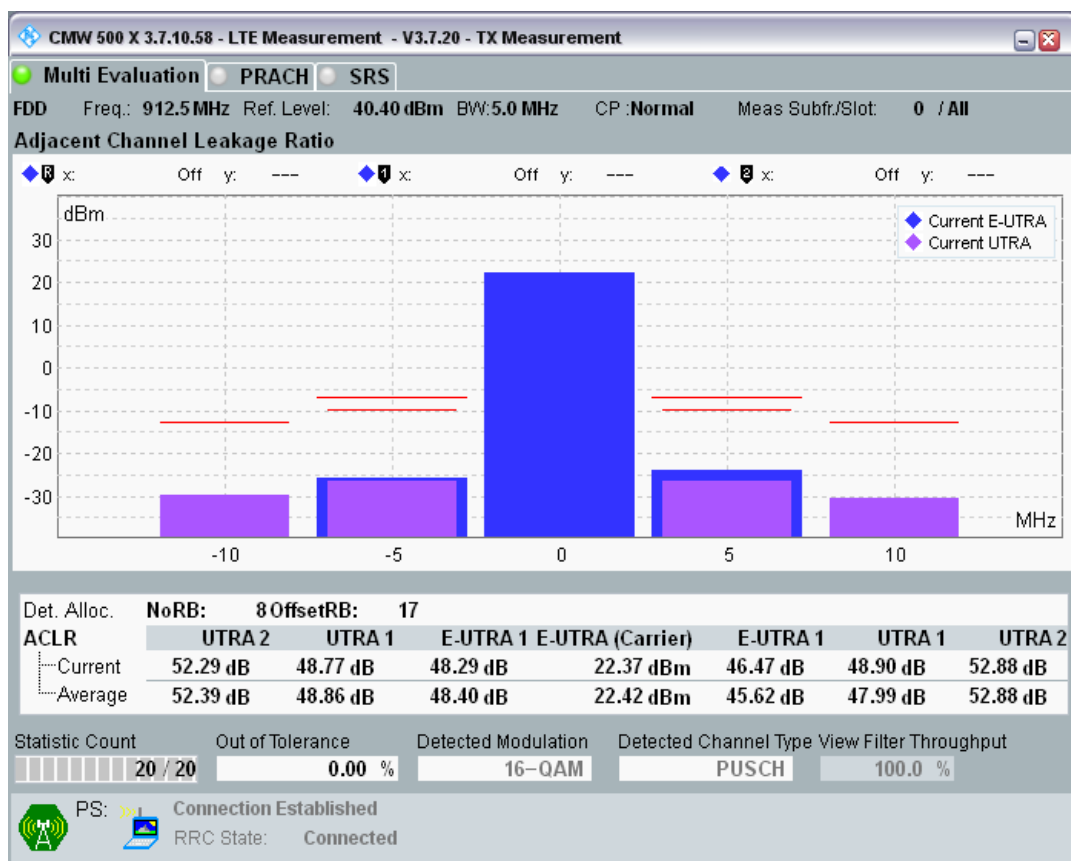 CMW 500 X 3.7.10.58 - LTE Measurement - V3.7.20 - TX Measurement
Multi Evaluation PRACH SRS
FDD Freq.: 912.5 MHz Ref. Level: 40.40 dBm BW:5.0 MHz CP :Normal Meas Subfr./Slot: 0 / All
Adjacent Channel Leakage Ratio
R x: Off y: --- 1 x: Off y: --- 2 x: Off y: ---
dBm
Current E-UTRA
Current UTRA
30
20
10
0
-10
-20
-30
MHz
-10 -5 0 5 10
Det. Alloc. NoRB: 8 OffsetRB: 17
ACLR UTRA 2 UTRA 1 E-UTRA 1 E-UTRA (Carrier) E-UTRA 1 UTRA 1 UTRA 2
Current 52.29 dB 48.77 dB 48.29 dB 22.37 dBm 46.47 dB 48.90 dB 52.88 dB
Average 52.39 dB 48.86 dB 48.40 dB 22.42 dBm 45.62 dB 47.99 dB 52.88 dB
Statistic Count Out of Tolerance Detected Modulation Detected Channel Type View Filter Throughput
20 / 20 0.00 % 16-QAM PUSCH 100.0 %
PS: Connection Established
RRC State: Connected